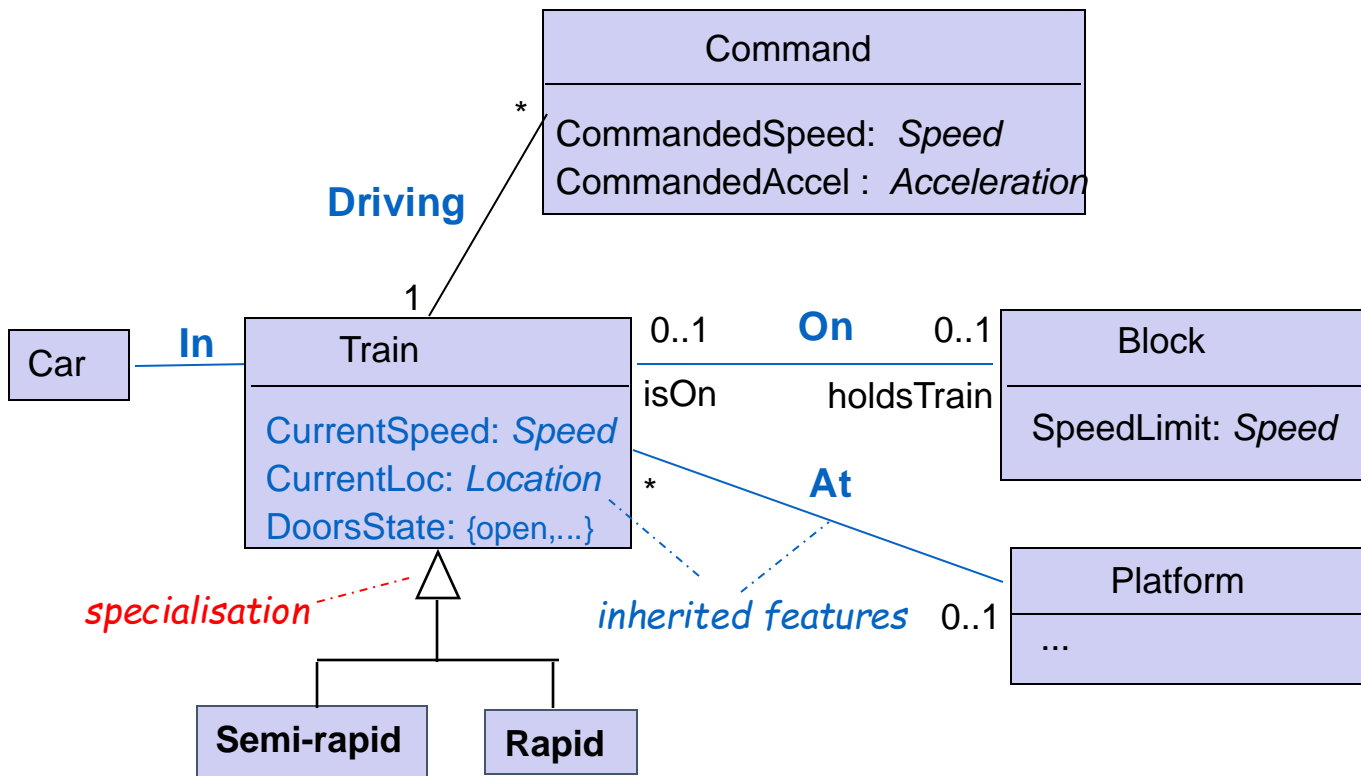 Command
*
CommandedSpeed: Speed
CommandedAccel : Acceleration
Driving
1
Car
In
Train
0..1
On
0..1
Block
isOn
holdsTrain
CurrentSpeed: Speed
CurrentLoc: Location
DoorsState: {open,...}
SpeedLimit: Speed
*
At
specialisation
inherited features
0..1
Platform
...
Semi-rapid
Rapid